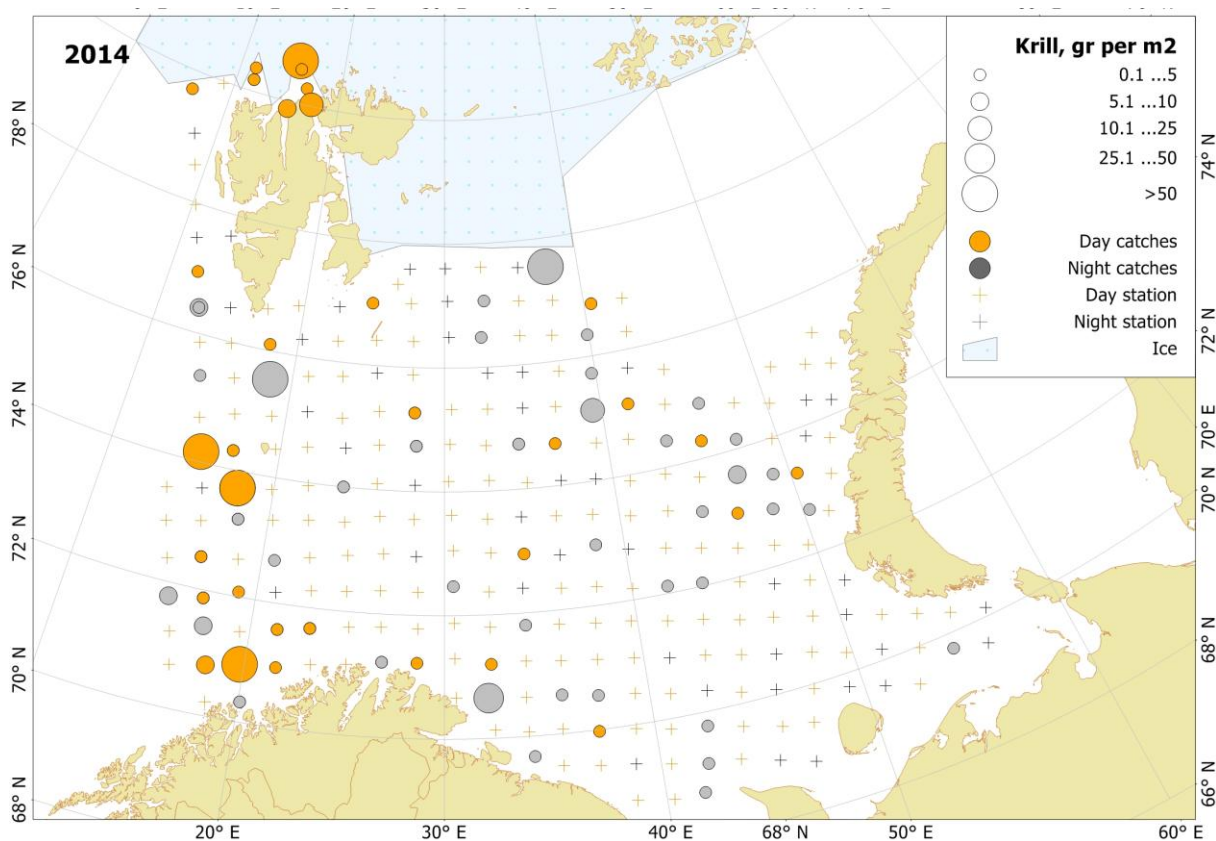 2014
Krill, gr per m2
0.1 ...5
5.1 ...10
10.1 ...25
25.1 ...50
>50
Day catches
Night catches
Day station
Night station
Ice
78° N
76° N
74° N
72° N
70° N
68° N
74° N
72° N
70° E
70° N
68° N
66° N
20° E
30° E
40° E
68° N
50° E
60° E